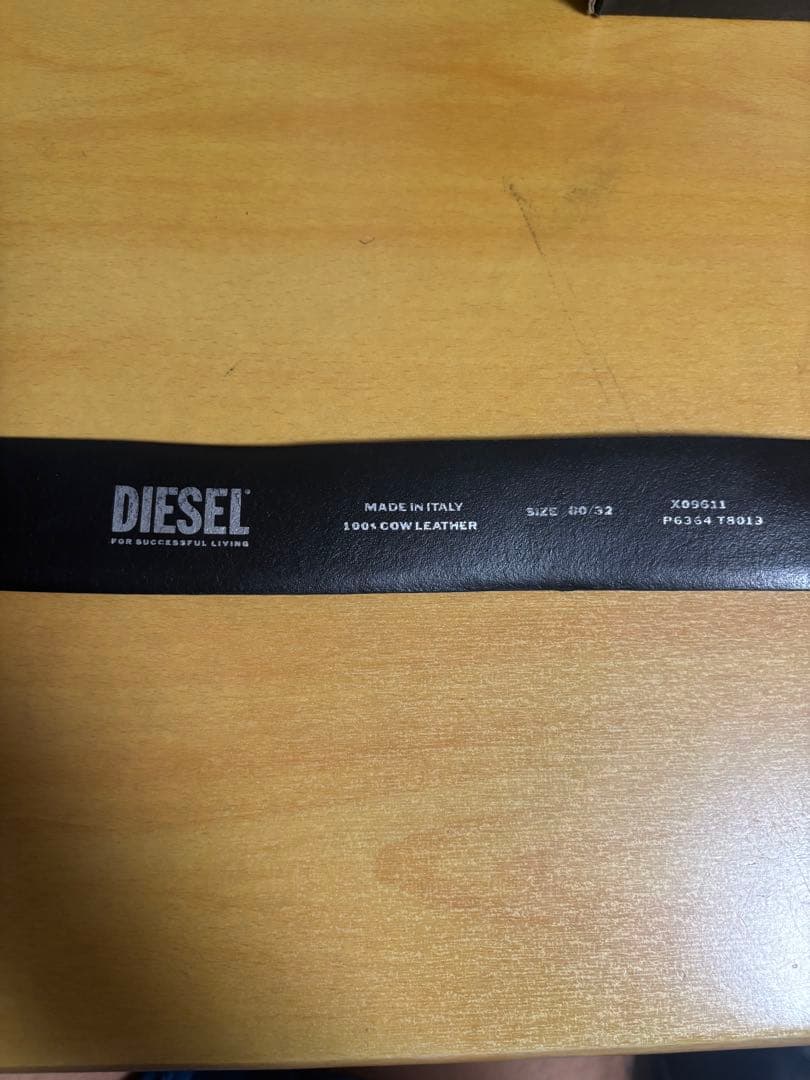 DIESEL
FOR SUCCESSFUL LIVING
MADE IN ITALY
100% COW LEATHER
SIZE 80/32
X09611
P6364 T8013